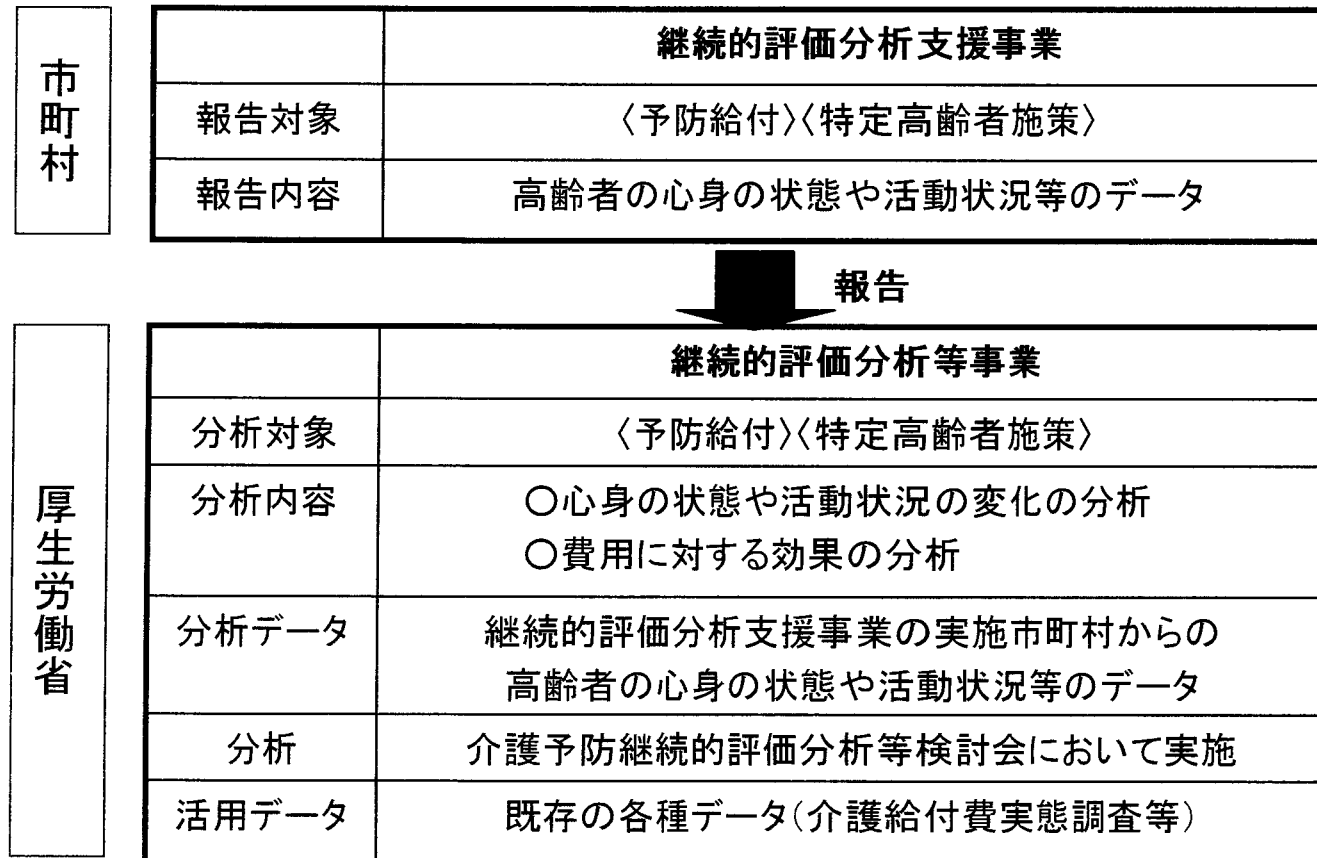 市町村
継続的評価分析支援事業
報告対象 〈予防給付〉〈特定高齢者施策〉
報告内容 高齢者の心身の状態や活動状況等のデータ
報告
厚生労働省
継続的評価分析等事業
分析対象 〈予防給付〉〈特定高齢者施策〉
分析内容 〇心身の状態や活動状況の変化の分析
〇費用に対する効果の分析
分析データ 継続的評価分析支援事業の実施市町村からの
高齢者の心身の状態や活動状況等のデータ
分析 介護予防継続的評価分析等検討会において実施
活用データ 既存の各種データ(介護給付費実態調査等)